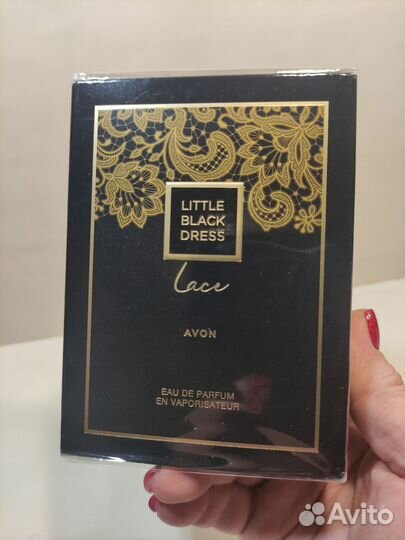 LITTLE
BLACK
DRESS
Lace
AVON
EAU DE PARFUM
EN VAPORISATEUR
Avito